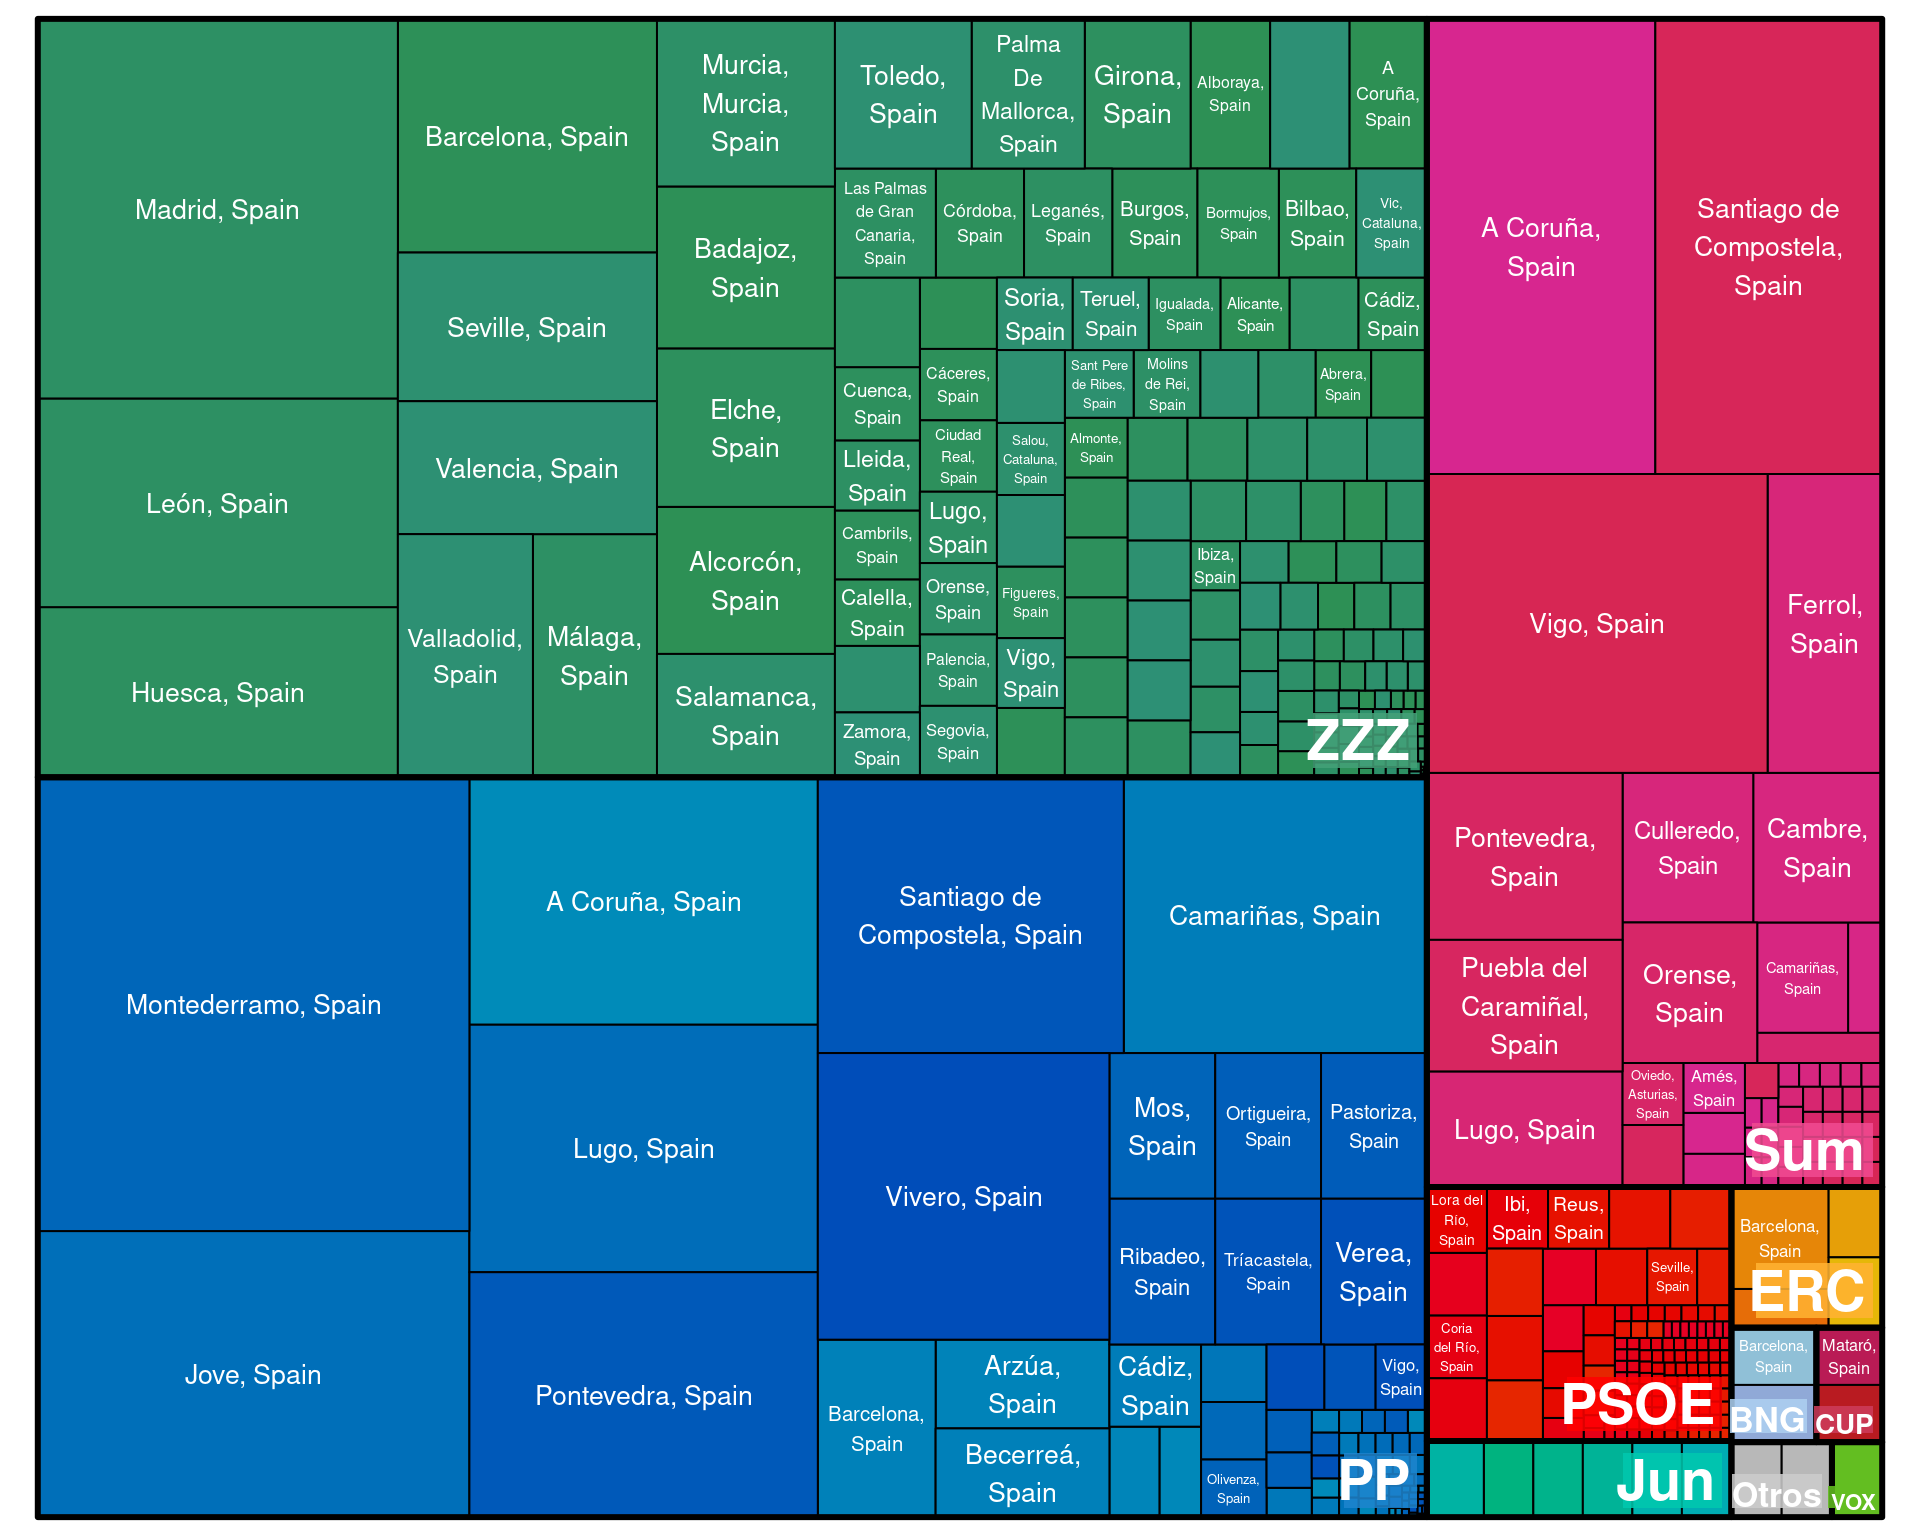 Madrid, Spain
León, Spain
Huesca, Spain
Barcelona, Spain
Seville, Spain
Valencia, Spain
Valladolid,
Spain
Málaga,
Spain
Murcia,
Murcia,
Spain
Badajoz,
Spain
Elche,
Spain
Alcorcón,
Spain
Salamanca,
Spain
Toledo,
Spain
Palma
De
Mallorca,
Spain
Girona,
Spain
Alboraya,
Spain
A
Coruña,
Spain
Las Palmas
de Gran
Canaria,
Spain
Córdoba,
Spain
Leganés,
Spain
Burgos,
Spain
Bormujos,
Spain
Bilbao,
Spain
Vic,
Cataluna,
Spain
Cuenca,
Spain
Lleida,
Spain
Cambrils,
Spain
Calella,
Spain
Zamora,
Spain
Cáceres,
Spain
Ciudad
Real,
Spain
Lugo,
Spain
Orense,
Spain
Palencia,
Spain
Segovia,
Spain
Soria,
Spain
Teruel,
Spain
Igualada,
Spain
Alicante,
Spain
Cádiz,
Spain
Salou,
Cataluna,
Spain
Figueres,
Spain
Vigo,
Spain
Sant Pere
de Ribes,
Spain
Molins
de Rei,
Spain
Abrera,
Spain
Almonte,
Spain
Ibiza,
Spain
ZZZ
Montederramo, Spain
Jove, Spain
A Coruña, Spain
Lugo, Spain
Pontevedra, Spain
Santiago de
Compostela, Spain
Camariñas, Spain
Vivero, Spain
Mos,
Spain
Ortigueira,
Spain
Pastoriza,
Spain
Ribadeo,
Spain
Tríacastela,
Spain
Verea,
Spain
Barcelona,
Spain
Arzúa,
Spain
Becerreá,
Spain
Cádiz,
Spain
Olivenza,
Spain
Vigo,
Spain
PP
A Coruña,
Spain
Santiago de
Compostela,
Spain
Vigo, Spain
Ferrol,
Spain
Pontevedra,
Spain
Puebla del
Caramiñal,
Spain
Lugo, Spain
Culleredo,
Spain
Cambre,
Spain
Orense,
Spain
Camariñas,
Spain
Oviedo,
Asturias,
Spain
Amés,
Spain
Sum
Lora del
Río,
Spain
Ibi,
Spain
Reus,
Spain
Seville,
Spain
Coria
del Río,
Spain
PSOE
Barcelona,
Spain
ERC
Barcelona,
Spain
BNG
Mataró,
Spain
CUP
Jun
Otros
VOX